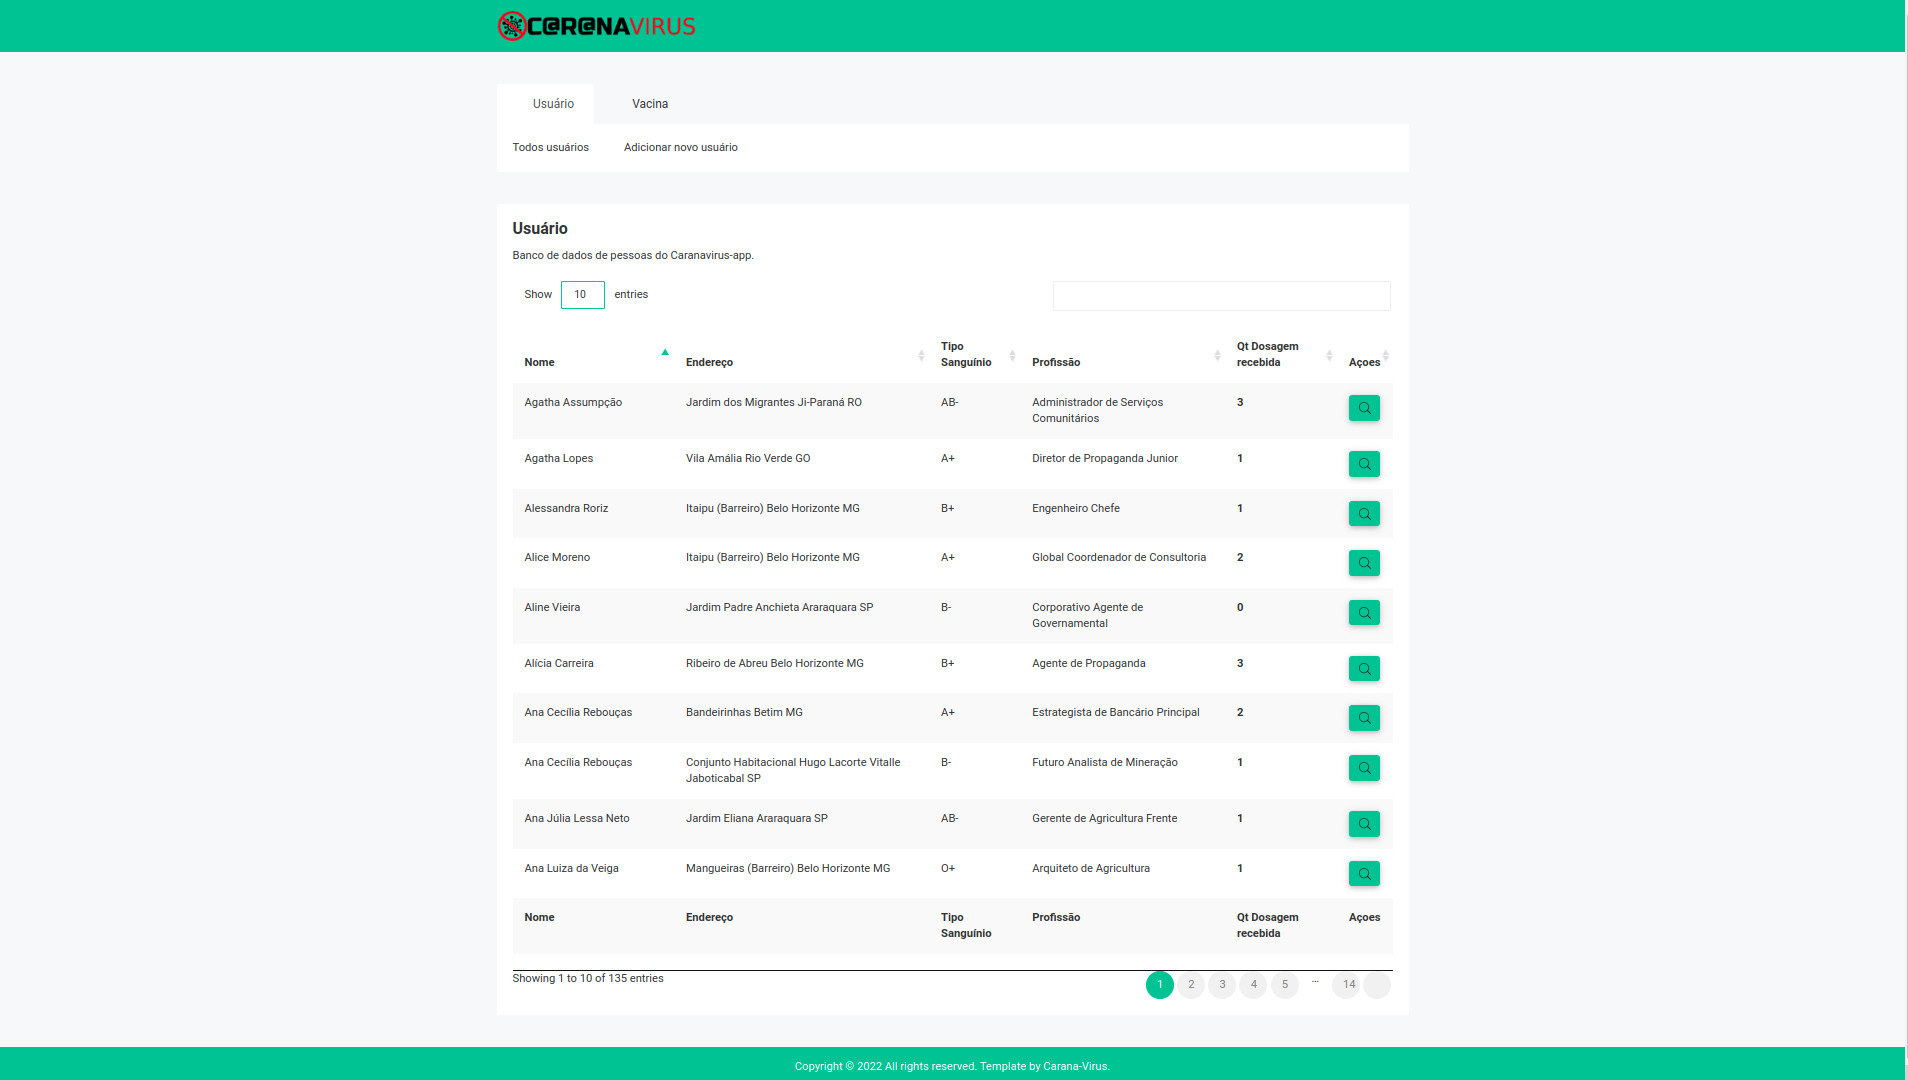 C@R@NAVIRUS
Usuário Vacina
Todos usuários Adicionar novo usuário
Usuário
Banco de dados de pessoas do Caranavirus-app.
Show 10 entries
Nome Endereço Tipo Sanguínio Profissão Qt Dosagem recebida Açoes
Agatha Assumpção Jardim dos Migrantes Ji-Paraná RO AB- Administrador de Serviços Comunitários 3
Agatha Lopes Vila Amália Rio Verde GO A+ Diretor de Propaganda Junior 1
Alessandra Roriz Itaipu (Barreiro) Belo Horizonte MG B+ Engenheiro Chefe 1
Alice Moreno Itaipu (Barreiro) Belo Horizonte MG A+ Global Coordenador de Consultoria 2
Aline Vieira Jardim Padre Anchieta Araraquara SP B- Corporativo Agente de Governamental 0
Alícia Carreira Ribeiro de Abreu Belo Horizonte MG B+ Agente de Propaganda 3
Ana Cecília Rebouças Bandeirinhas Betim MG A+ Estrategista de Bancário Principal 2
Ana Cecília Rebouças Conjunto Habitacional Hugo Lacorte Vitalle Jaboticabal SP B- Futuro Analista de Mineração 1
Ana Júlia Lessa Neto Jardim Eliana Araraquara SP AB- Gerente de Agricultura Frente 1
Ana Luiza da Veiga Mangueiras (Barreiro) Belo Horizonte MG O+ Arquiteto de Agricultura 1
Nome Endereço Tipo Sanguínio Profissão Qt Dosagem recebida Açoes
Showing 1 to 10 of 135 entries 1 2 3 4 5 … 14
Copyright © 2022 All rights reserved. Template by Carana-Virus.